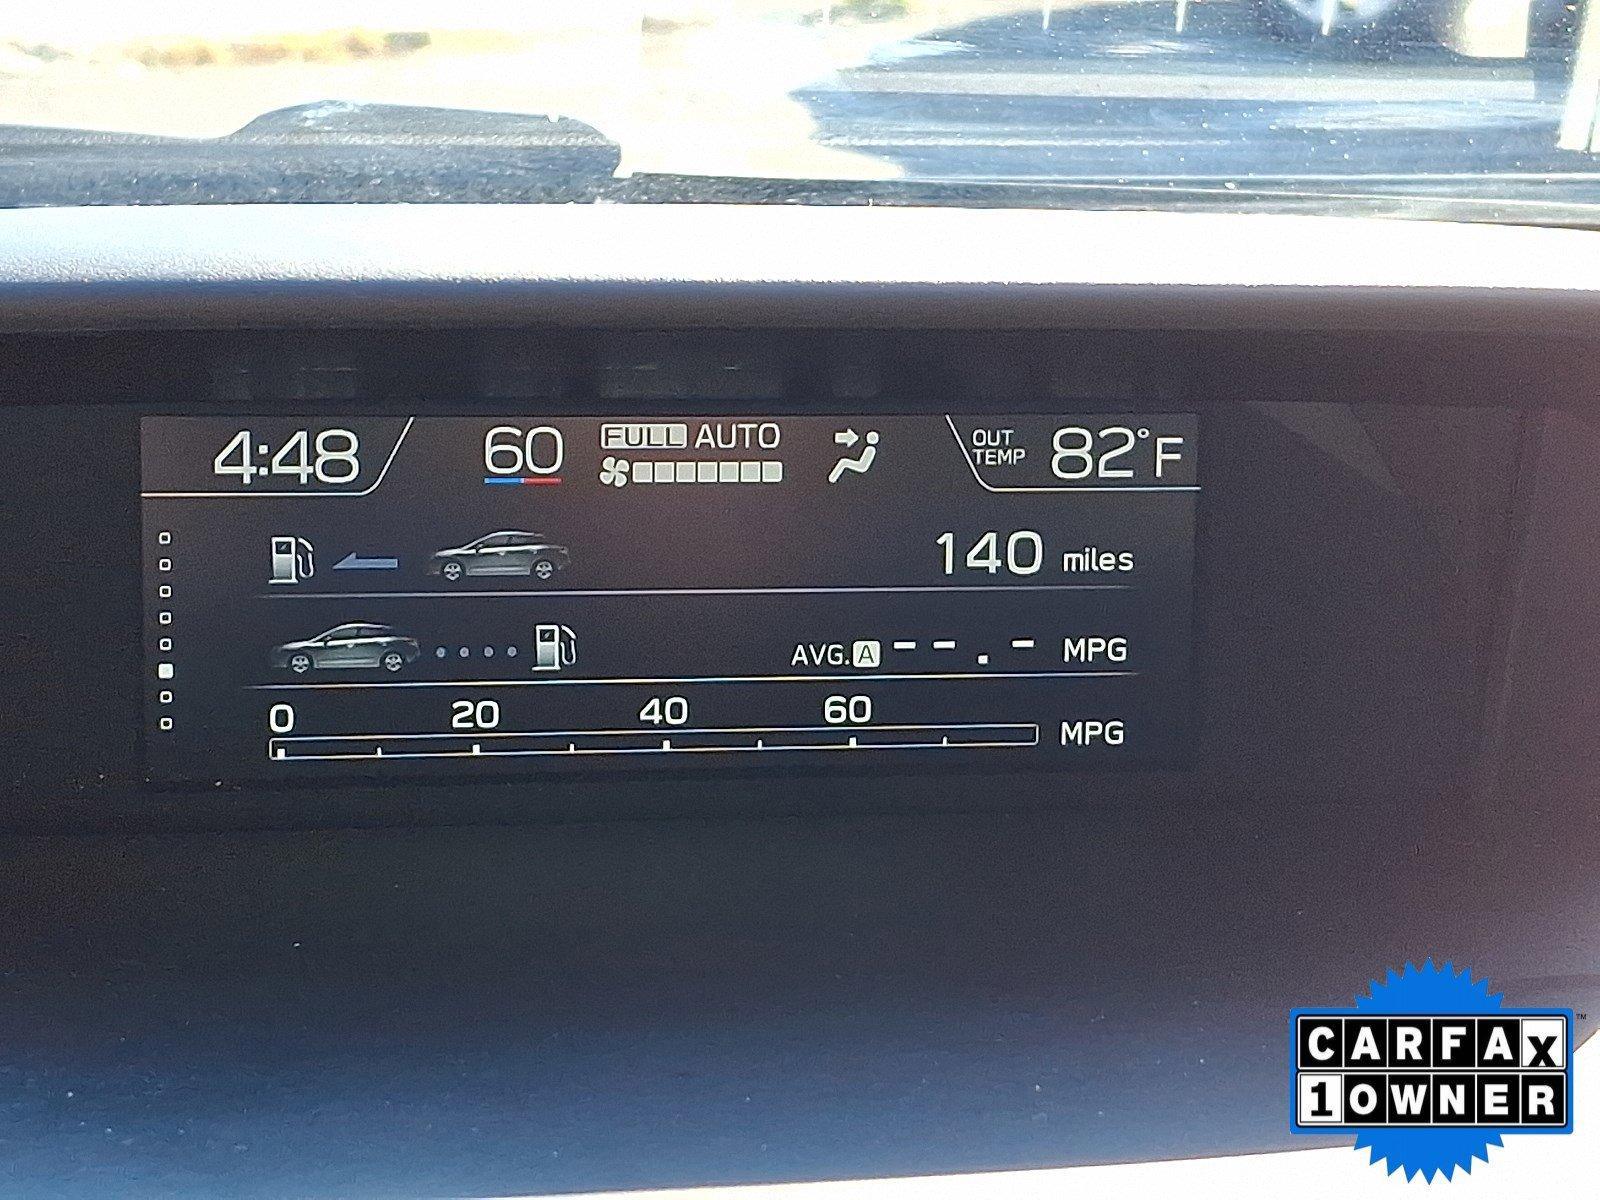 4:48 60 FULL AUTO OUT TEMP 82°F
140 miles
AVG. A --.- MPG
0 20 40 60
MPG
CARFAX™
1 OWNER